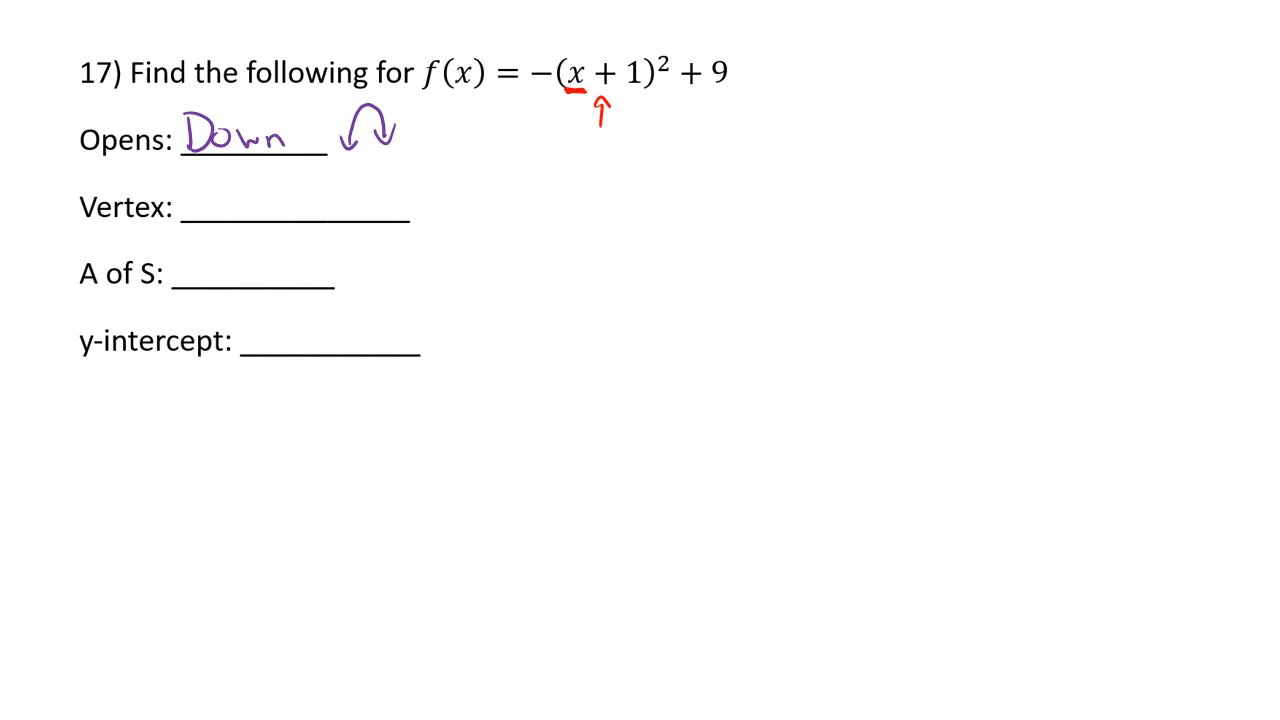 17) Find the following for f(x) = −(x + 1)² + 9
Opens: Down
Vertex: ______________
A of S: __________
y-intercept: ___________